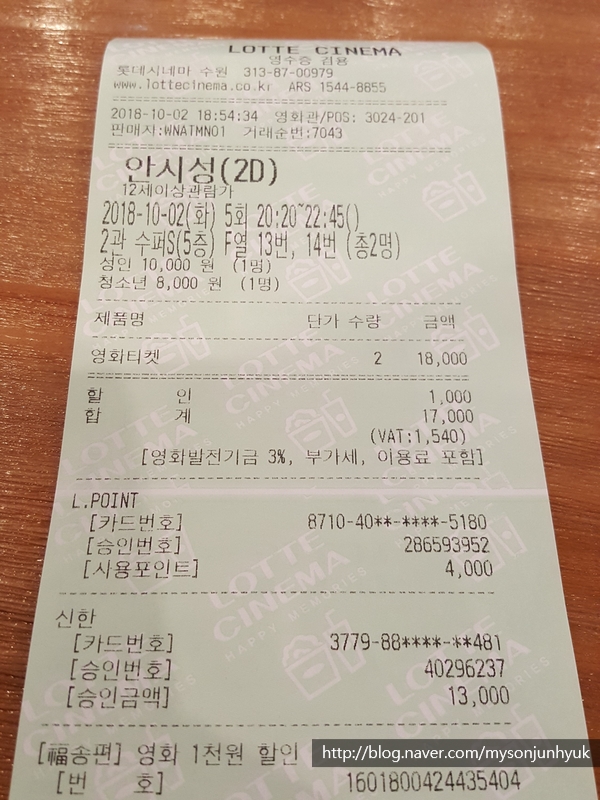 LOTTE CINEMA
영수증 겸용
롯데시네마 수원 313-87-00979
www.lottecinema.co.kr ARS 1544-8855
2018-10-02 18:54:34 영화관/POS: 3024-201
판매자:WNATMN01 거래순번:7043
안시성(2D)
12세이상관람가
2018-10-02(화) 5회 20:20~22:45()
2관 수퍼S(5층) F열 13번, 14번 (총2명)
성인 10,000 원 (1명)
청소년 8,000 원 (1명)
제품명 단가 수량 금액
영화티켓 2 18,000
할 인 1,000
합 계 17,000
(VAT:1,540)
[영화발전기금 3%, 부가세, 이용료 포함]
L.POINT
[카드번호] 8710-40**-****-5180
[승인번호] 286593952
[사용포인트] 4,000
신한
[카드번호] 3779-88****-**481
[승인번호] 40296237
[승인금액] 13,000
[福송편] 영화 1천원 할인
[번 호] 1601800424435404
http://blog.naver.com/mysonjunhyuk